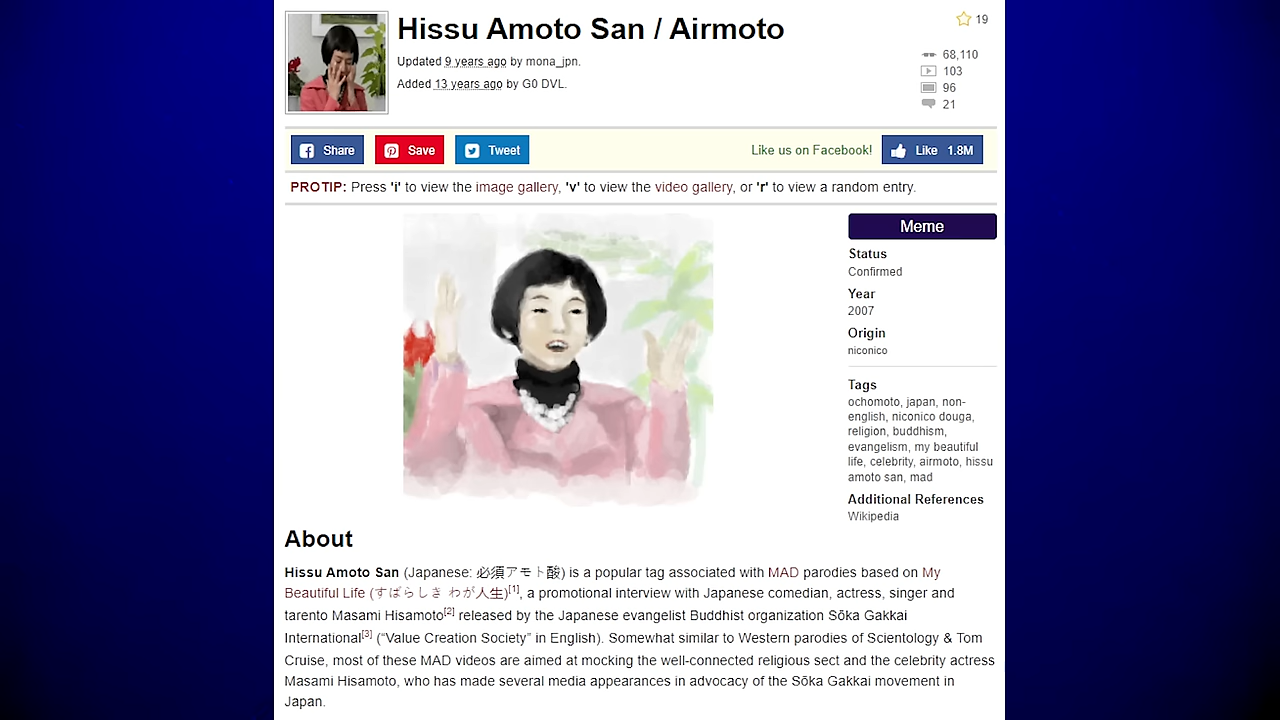 Hissu Amoto San / Airmoto
19
Updated 9 years ago by mona_jpn.
Added 13 years ago by G0 DVL.
68,110
103
96
21
Share
Save
Tweet
Like us on Facebook!
Like 1.8M
PROTIP: Press 'i' to view the image gallery, 'v' to view the video gallery, or 'r' to view a random entry.
Meme
Status
Confirmed
Year
2007
Origin
niconico
Tags
ochomoto, japan, non-
english, niconico douga,
religion, buddhism,
evangelism, my beautiful
life, celebrity, airmoto, hissu
amoto san, mad
Additional References
Wikipedia
About
Hissu Amoto San (Japanese: 必須アモト酸) is a popular tag associated with MAD parodies based on My
Beautiful Life (すばらしさ わが人生)[1], a promotional interview with Japanese comedian, actress, singer and
tarento Masami Hisamoto[2] released by the Japanese evangelist Buddhist organization Sōka Gakkai
International[3] (“Value Creation Society” in English). Somewhat similar to Western parodies of Scientology & Tom
Cruise, most of these MAD videos are aimed at mocking the well-connected religious sect and the celebrity actress
Masami Hisamoto, who has made several media appearances in advocacy of the Sōka Gakkai movement in
Japan.